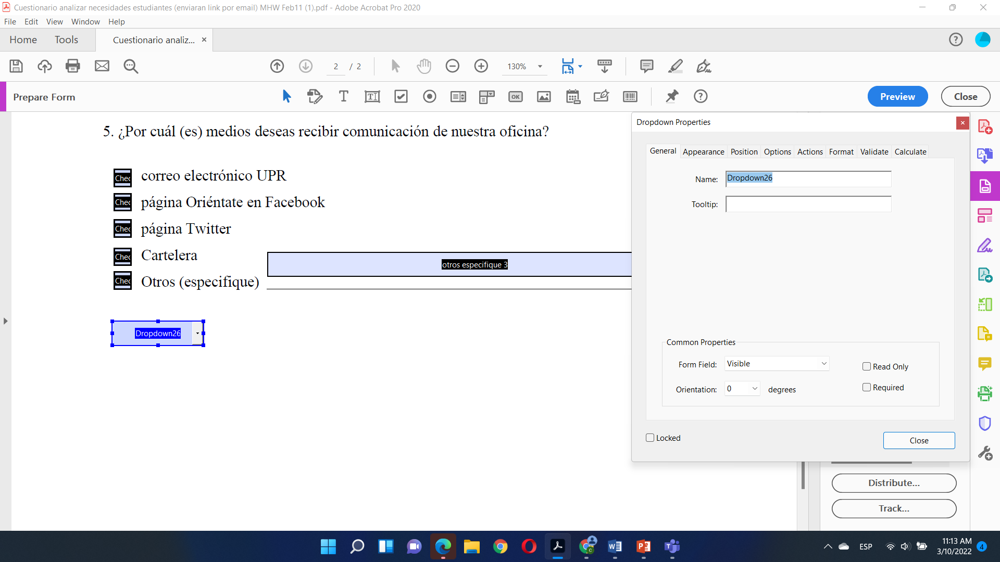 Cuestionario analizar necesidades estudiantes (enviaran link por email) MHW Feb11 (1).pdf - Adobe Acrobat Pro 2020
File Edit View Window Help
Home Tools Cuestionario analiz... ×
2 / 2 130%
Prepare Form
OK
Preview Close
5. ¿Por cuál (es) medios deseas recibir comunicación de nuestra oficina?
Chec correo electrónico UPR
Chec página Oriéntate en Facebook
Chec página Twitter
Chec Cartelera
otros especifique 3
Chec Otros (especifique)
Dropdown26
Dropdown Properties
General Appearance Position Options Actions Format Validate Calculate
Name: Dropdown26
Tooltip:
Common Properties
Form Field: Visible
Read Only
Orientation: 0 degrees
Required
Locked
Close
Distribute...
Track...
ESP
11:13 AM
3/10/2022
4